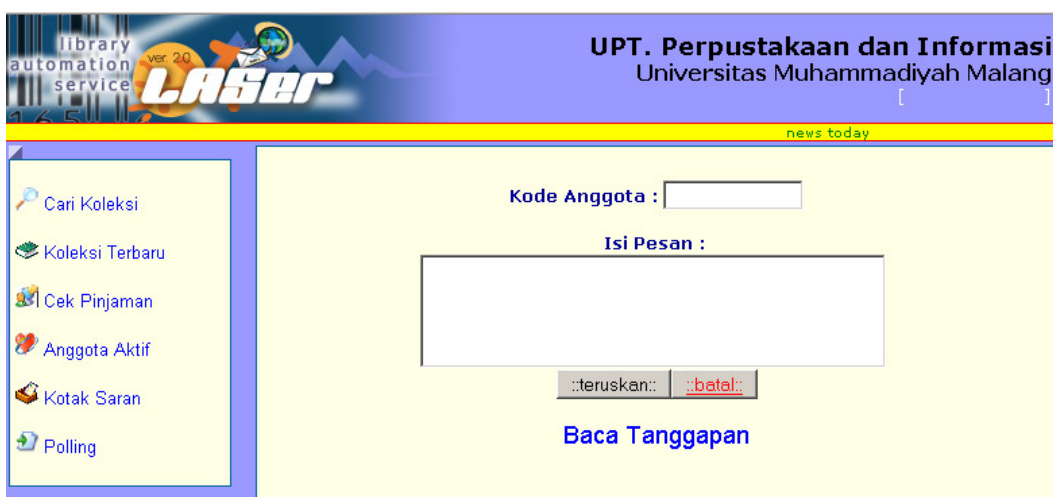 library
automation
service
ver. 2.0
LASer
UPT. Perpustakaan dan Informasi
Universitas Muhammadiyah Malang
[ ]
news today
Cari Koleksi
Koleksi Terbaru
Cek Pinjaman
Anggota Aktif
Kotak Saran
Polling
Kode Anggota :
Isi Pesan :
::teruskan:: ::batal::
Baca Tanggapan